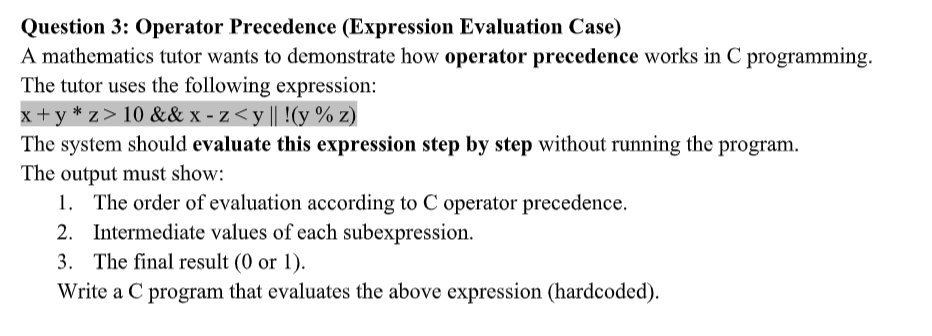 Question 3: Operator Precedence (Expression Evaluation Case)
A mathematics tutor wants to demonstrate how operator precedence works in C programming.
The tutor uses the following expression:
x + y * z > 10 && x - z < y || !(y % z)
The system should evaluate this expression step by step without running the program.
The output must show:
1. The order of evaluation according to C operator precedence.
2. Intermediate values of each subexpression.
3. The final result (0 or 1).
Write a C program that evaluates the above expression (hardcoded).